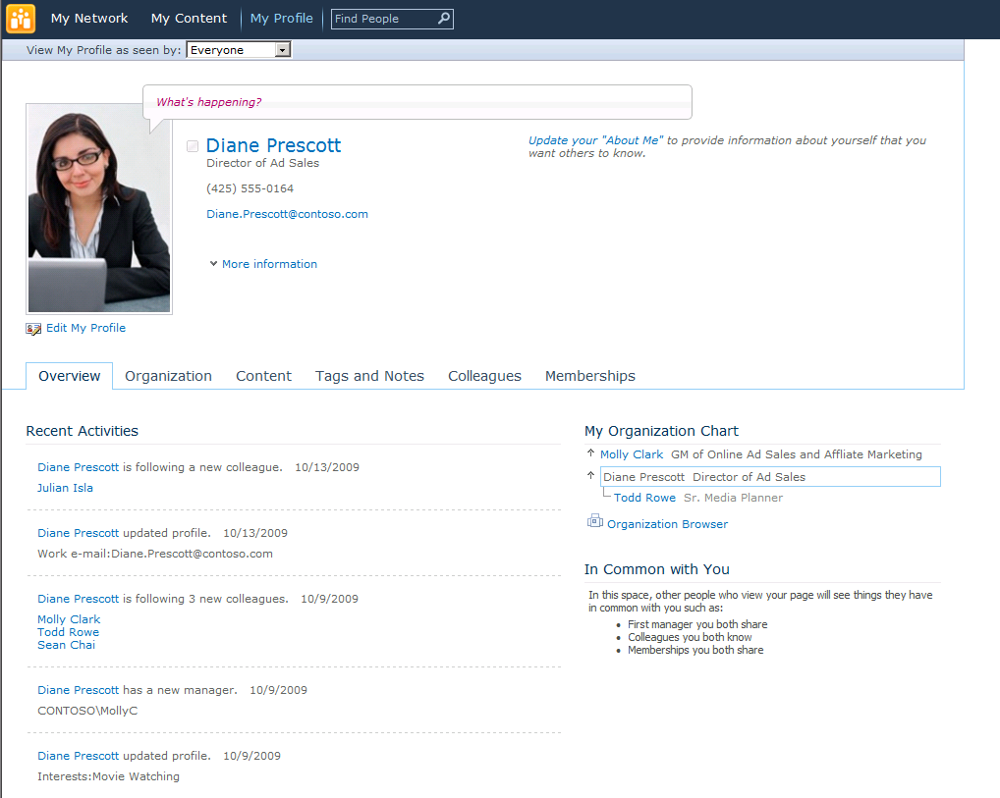 My Network My Content My Profile Find People
View My Profile as seen by: Everyone
What's happening?
Diane Prescott
Director of Ad Sales
(425) 555-0164
Diane.Prescott@contoso.com
More information
Update your "About Me" to provide information about yourself that you
want others to know.
Edit My Profile
Overview Organization Content Tags and Notes Colleagues Memberships
Recent Activities
Diane Prescott is following a new colleague. 10/13/2009
Julian Isla
Diane Prescott updated profile. 10/13/2009
Work e-mail:Diane.Prescott@contoso.com
Diane Prescott is following 3 new colleagues. 10/9/2009
Molly Clark
Todd Rowe
Sean Chai
Diane Prescott has a new manager. 10/9/2009
CONTOSO\MollyC
Diane Prescott updated profile. 10/9/2009
Interests:Movie Watching
My Organization Chart
Molly Clark GM of Online Ad Sales and Affliate Marketing
Diane Prescott Director of Ad Sales
Todd Rowe Sr. Media Planner
Organization Browser
In Common with You
In this space, other people who view your page will see things they have
in common with you such as:
• First manager you both share
• Colleagues you both know
• Memberships you both share